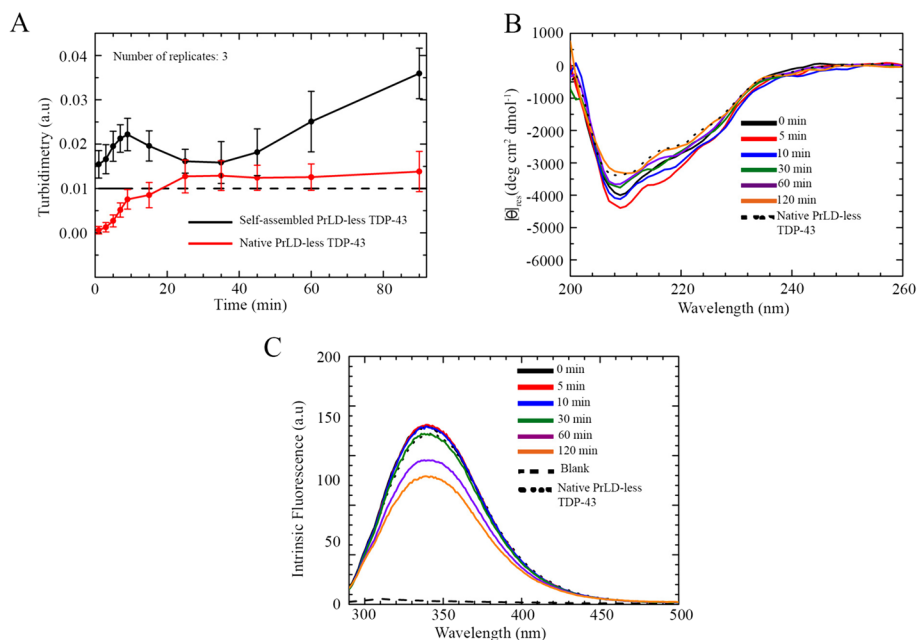 A
Number of replicates: 3
Turbidimetry (a.u)
0.04
0.03
0.02
0.01
0.00
Self-assembled PrLD-less TDP-43
Native PrLD-less TDP-43
0
20
40
60
80
Time (min)
B
[Θ]res(deg cm² dmol⁻¹)
1000
0
-1000
-2000
-3000
-4000
-5000
-6000
0 min
5 min
10 min
30 min
60 min
120 min
Native PrLD-less
TDP-43
200
220
240
260
Wavelength (nm)
C
Intrinsic Fluorescence (a.u)
200
150
100
50
0
0 min
5 min
10 min
30 min
60 min
120 min
Blank
Native PrLD-less
TDP-43
300
350
400
450
500
Wavelength (nm)